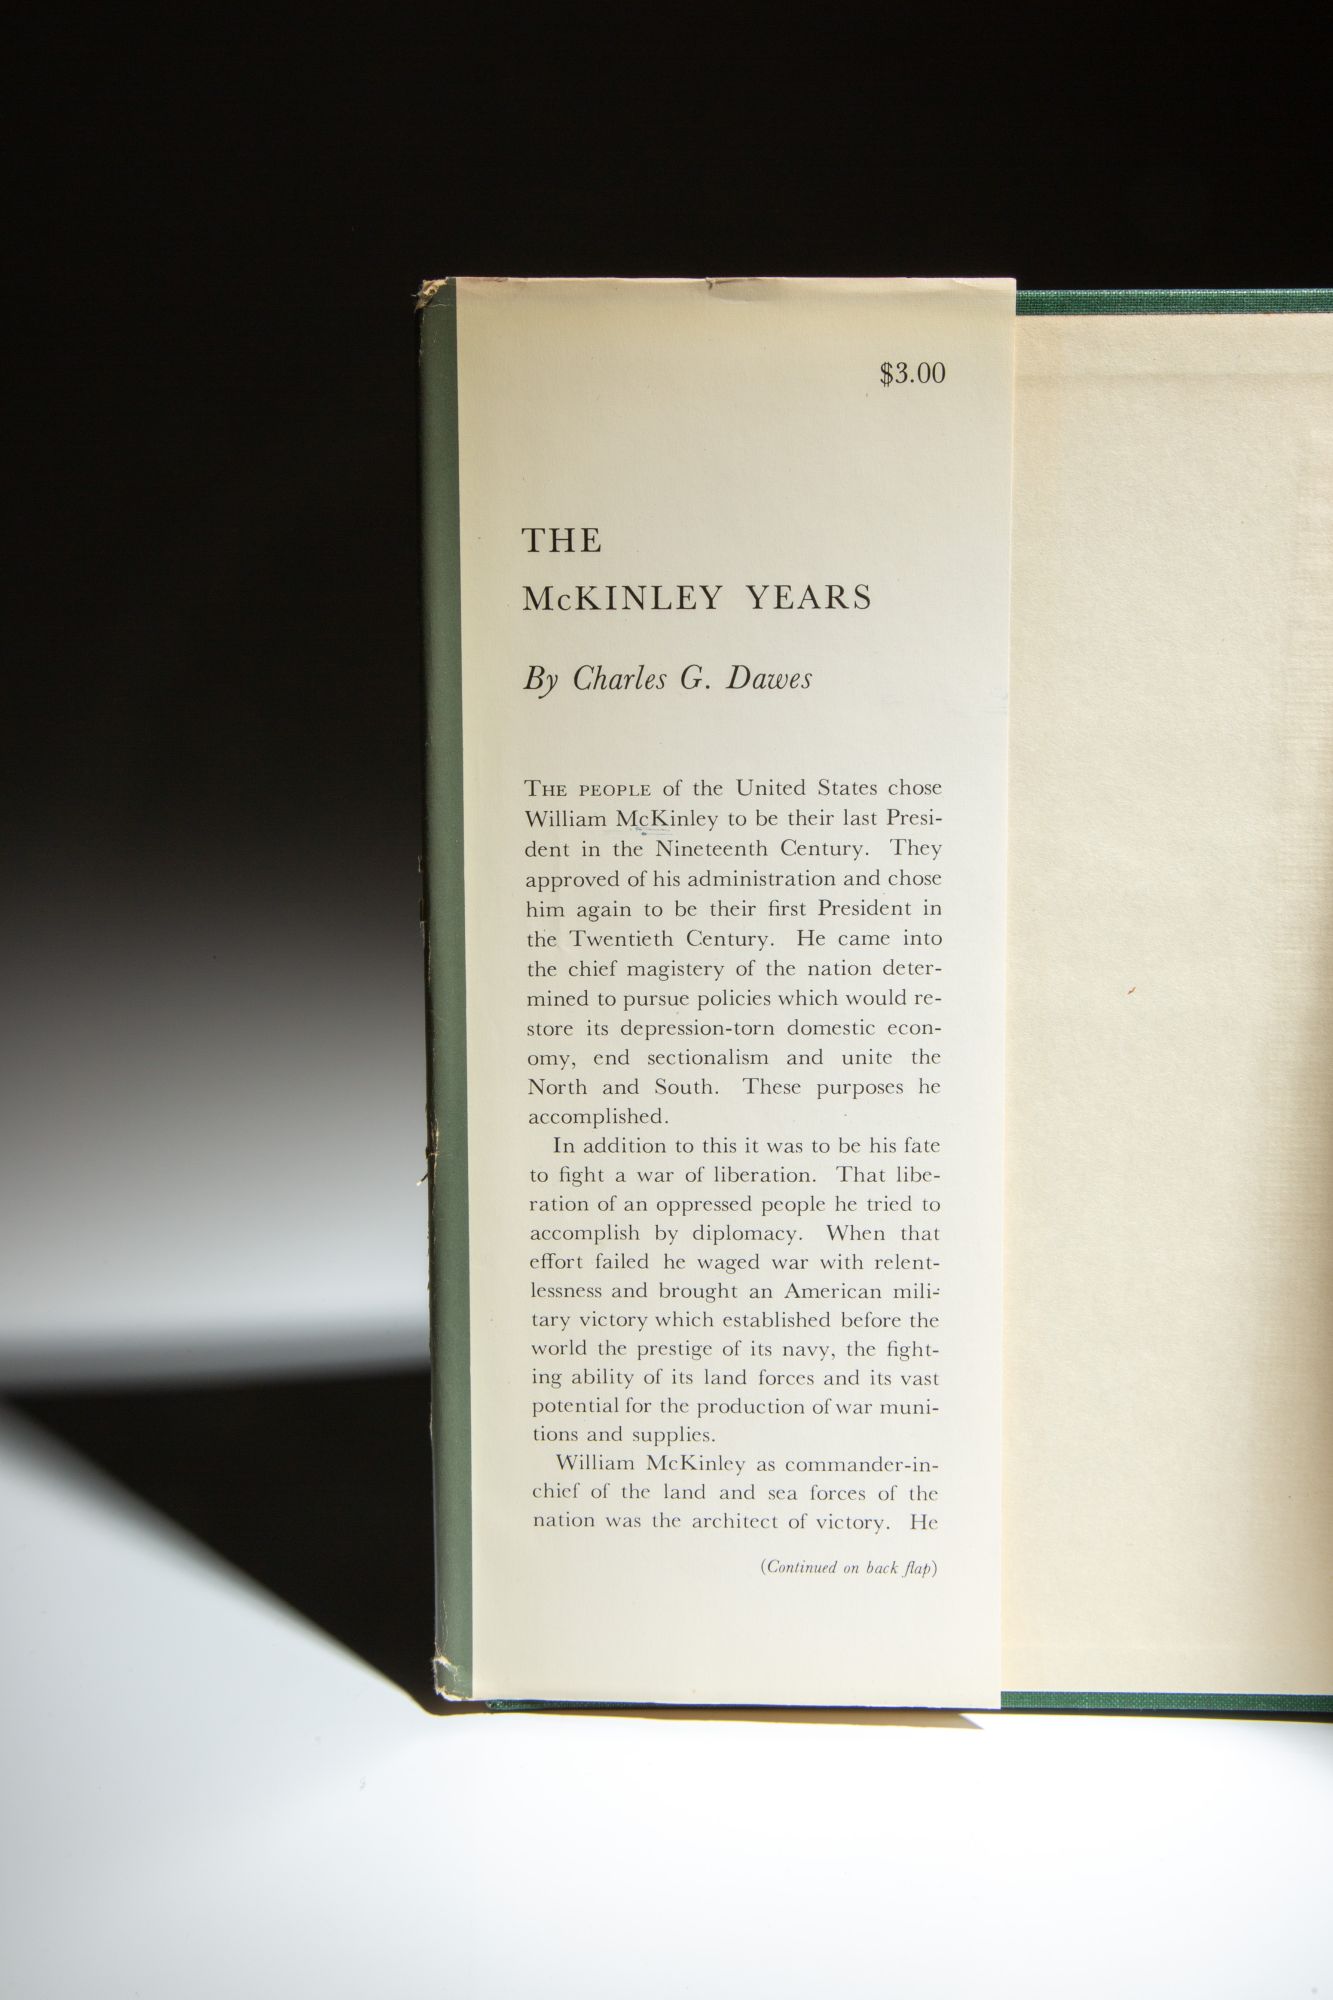 $3.00
THE
McKINLEY YEARS
By Charles G. Dawes
THE PEOPLE of the United States chose
William McKinley to be their last Presi-
dent in the Nineteenth Century. They
approved of his administration and chose
him again to be their first President in
the Twentieth Century. He came into
the chief magistery of the nation deter-
mined to pursue policies which would re-
store its depression-torn domestic econ-
omy, end sectionalism and unite the
North and South. These purposes he
accomplished.
In addition to this it was to be his fate
to fight a war of liberation. That libe-
ration of an oppressed people he tried to
accomplish by diplomacy. When that
effort failed he waged war with relent-
lessness and brought an American mili-
tary victory which established before the
world the prestige of its navy, the fight-
ing ability of its land forces and its vast
potential for the production of war muni-
tions and supplies.
William McKinley as commander-in-
chief of the land and sea forces of the
nation was the architect of victory. He
(Continued on back flap)